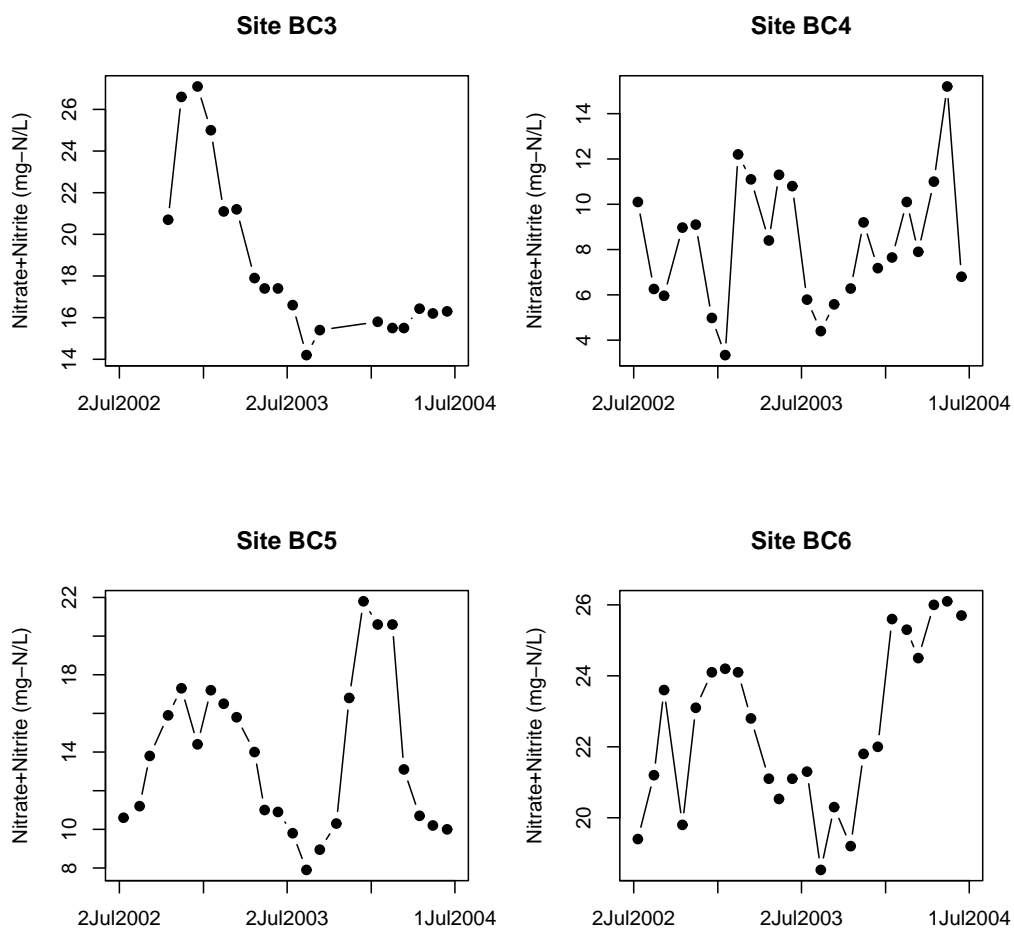 Site BC3
Nitrate+Nitrite (mg−N/L)
26
24
22
20
18
16
14
2Jul2002 2Jul2003 1Jul2004
Site BC4
Nitrate+Nitrite (mg−N/L)
14
12
10
8
6
4
2Jul2002 2Jul2003 1Jul2004
Site BC5
Nitrate+Nitrite (mg−N/L)
22
18
14
10
8
2Jul2002 2Jul2003 1Jul2004
Site BC6
Nitrate+Nitrite (mg−N/L)
26
24
22
20
2Jul2002 2Jul2003 1Jul2004